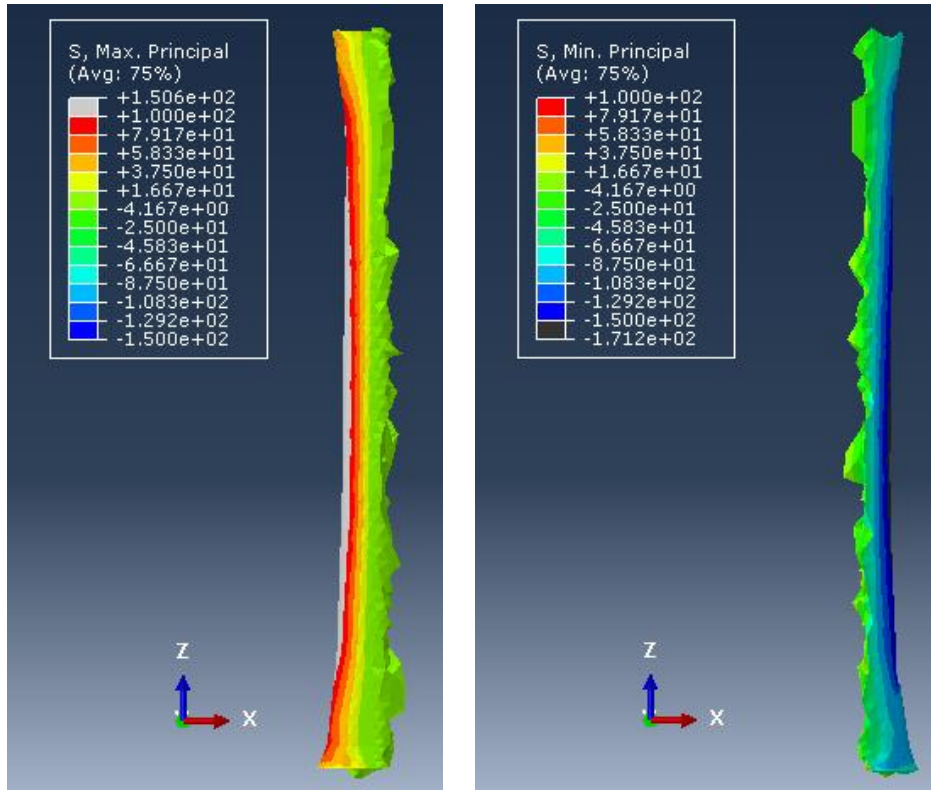 S, Max. Principal
(Avg: 75%)
+1.506e+02
+1.000e+02
+7.917e+01
+5.833e+01
+3.750e+01
+1.667e+01
-4.167e+00
-2.500e+01
-4.583e+01
-6.667e+01
-8.750e+01
-1.083e+02
-1.292e+02
-1.500e+02
Z
X
S, Min. Principal
(Avg: 75%)
+1.000e+02
+7.917e+01
+5.833e+01
+3.750e+01
+1.667e+01
-4.167e+00
-2.500e+01
-4.583e+01
-6.667e+01
-8.750e+01
-1.083e+02
-1.292e+02
-1.500e+02
-1.712e+02
Z
X